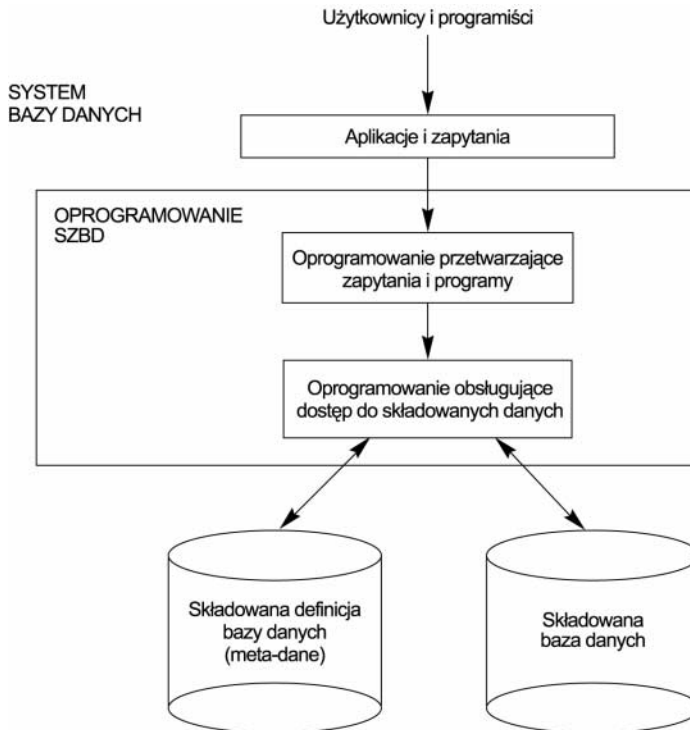 Użytkownicy i programiści
SYSTEM
BAZY DANYCH
Aplikacje i zapytania
OPROGRAMOWANIE
SZBD
Oprogramowanie przetwarzające
zapytania i programy
Oprogramowanie obsługujące
dostęp do składowanych danych
Składowana definicja
bazy danych
(meta-dane)
Składowana
baza danych